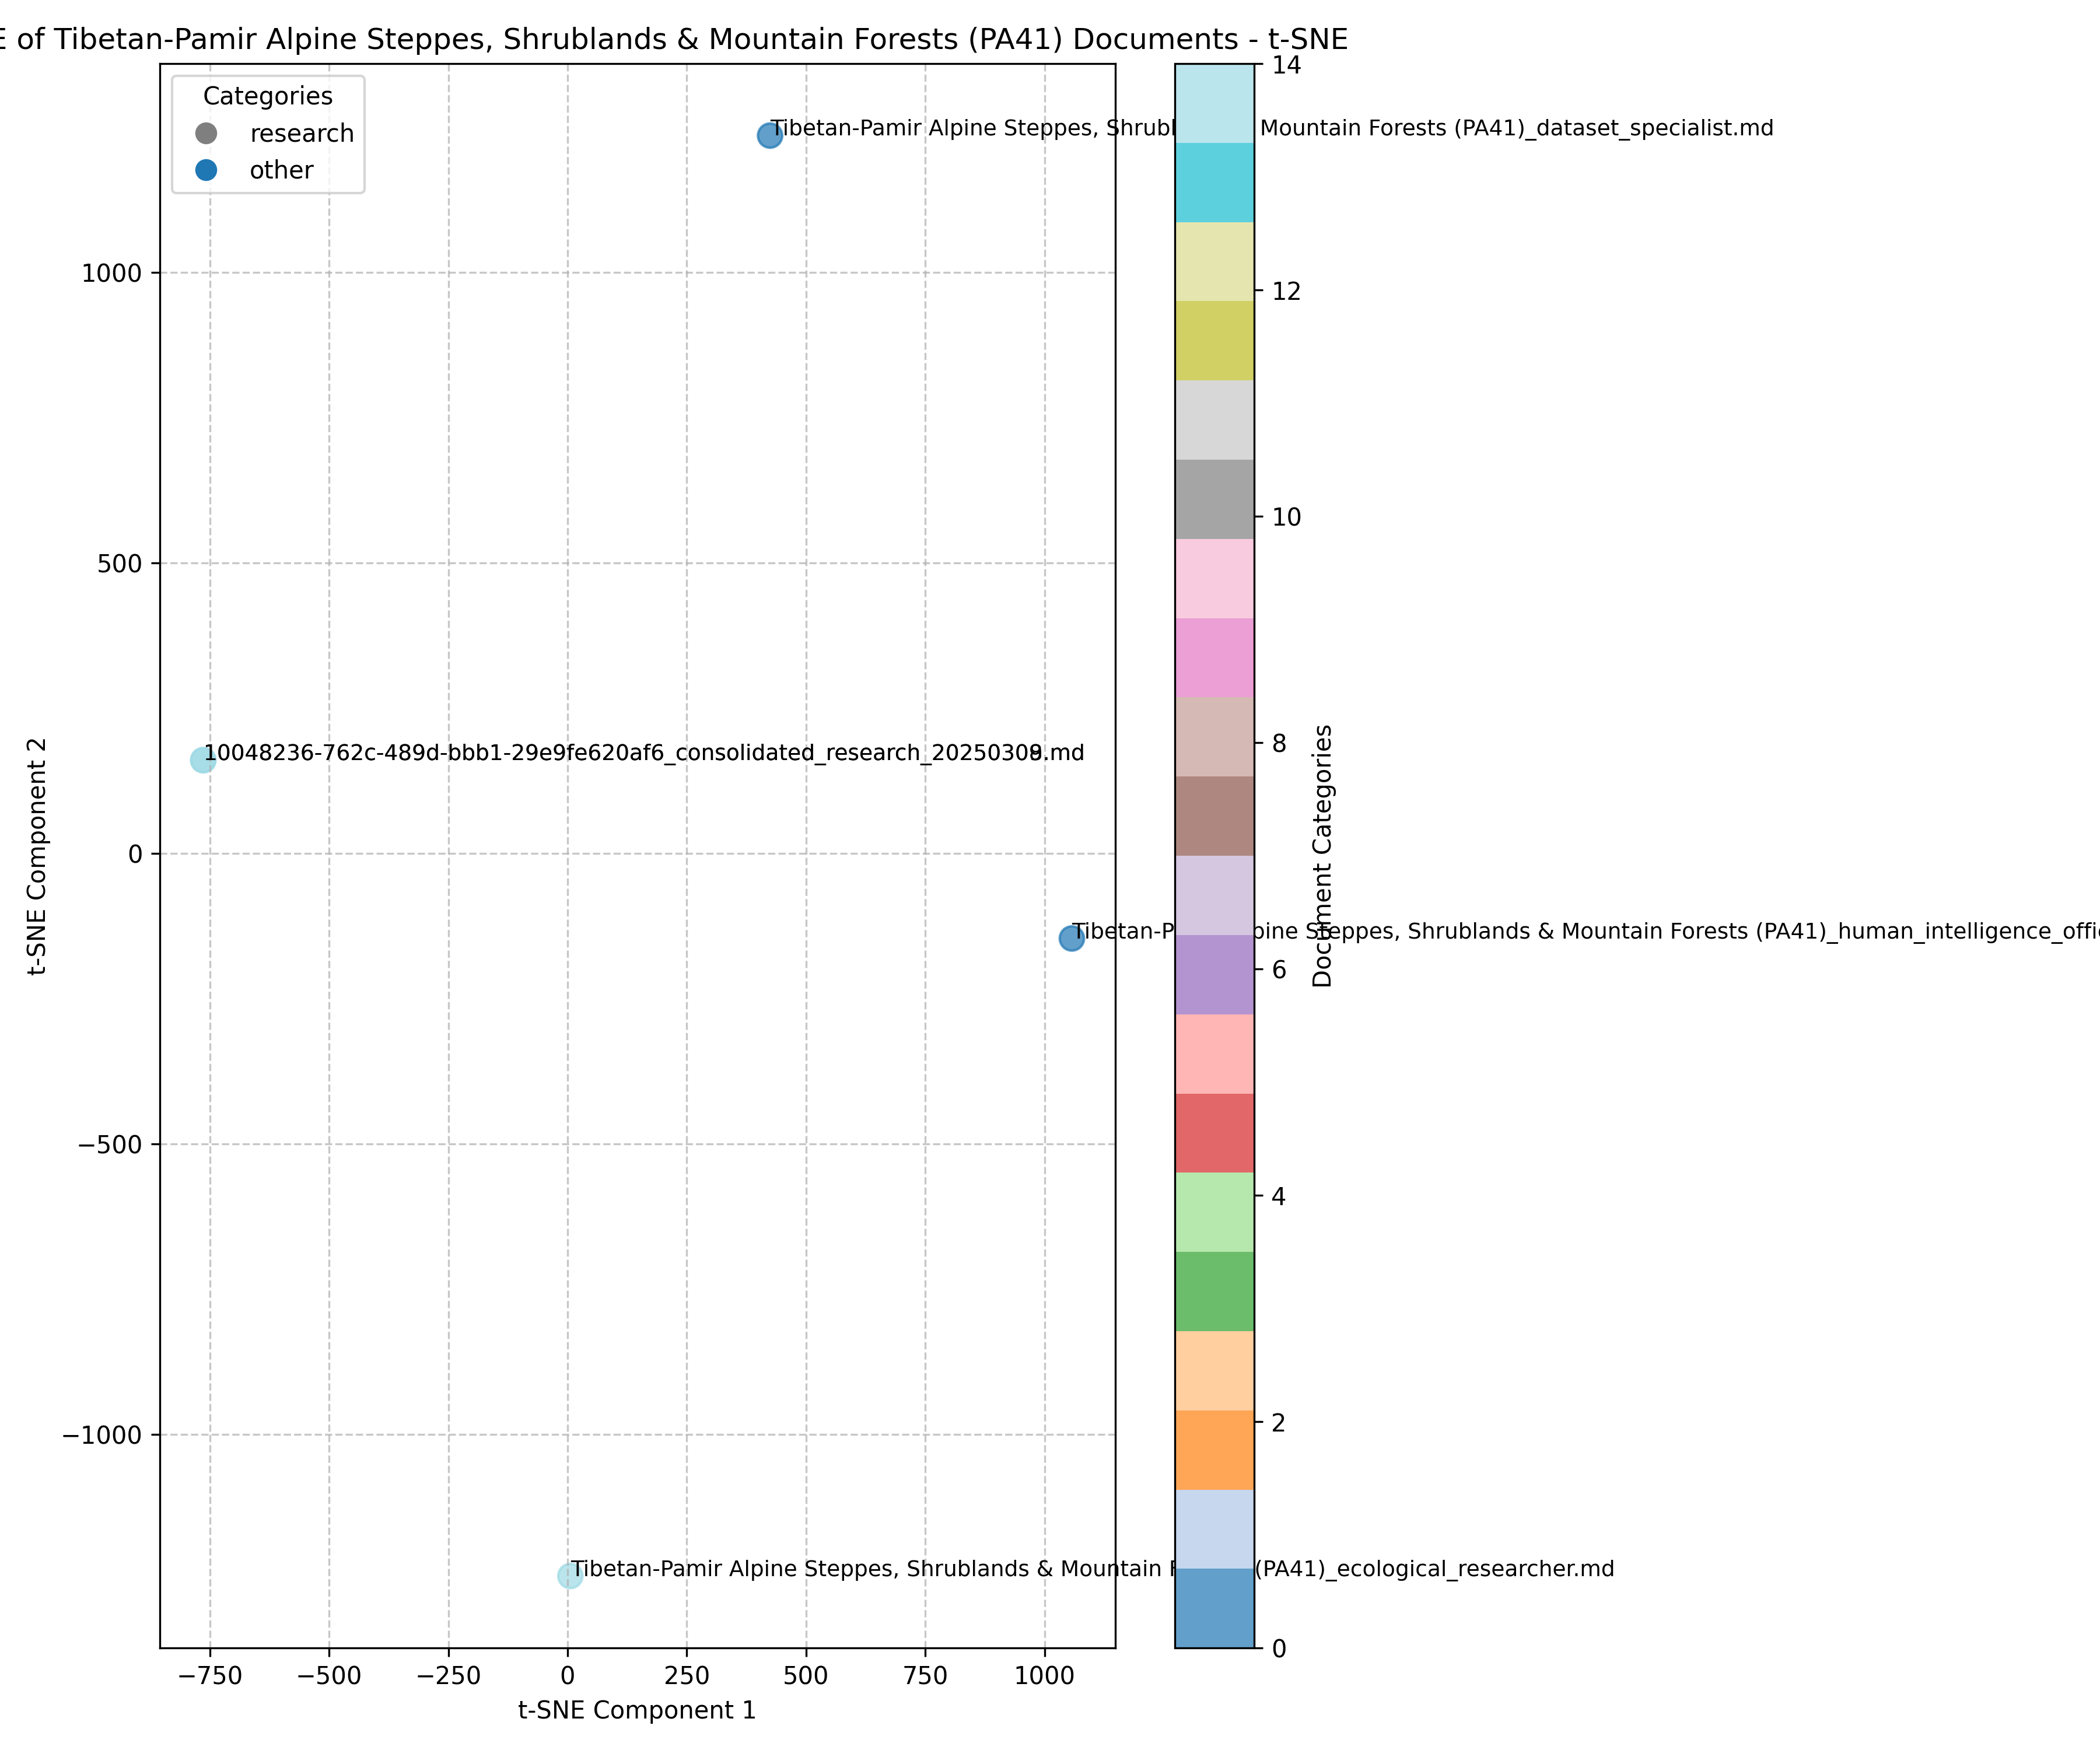 E of Tibetan-Pamir Alpine Steppes, Shrublands & Mountain Forests (PA41) Documents - t-SNE
Categories
research
other
Tibetan-Pamir Alpine Steppes, Shrubl Mountain Forests (PA41)_dataset_specialist.md
10048236-762c-489d-bbb1-29e9fe620af6_consolidated_research_2025030 .md
Tibetan-P pine Steppes, Shrublands & Mountain Forests (PA41)_human_intelligence_offi
Tibetan-Pamir Alpine Steppes, Shrublands & Mountain F (PA41)_ecological_researcher.md
1000
500
0
−500
−1000
t-SNE Component 2
−750 −500 −250 0 250 500 750 1000
t-SNE Component 1
14
12
10
8
6
4
2
0
Document Categories